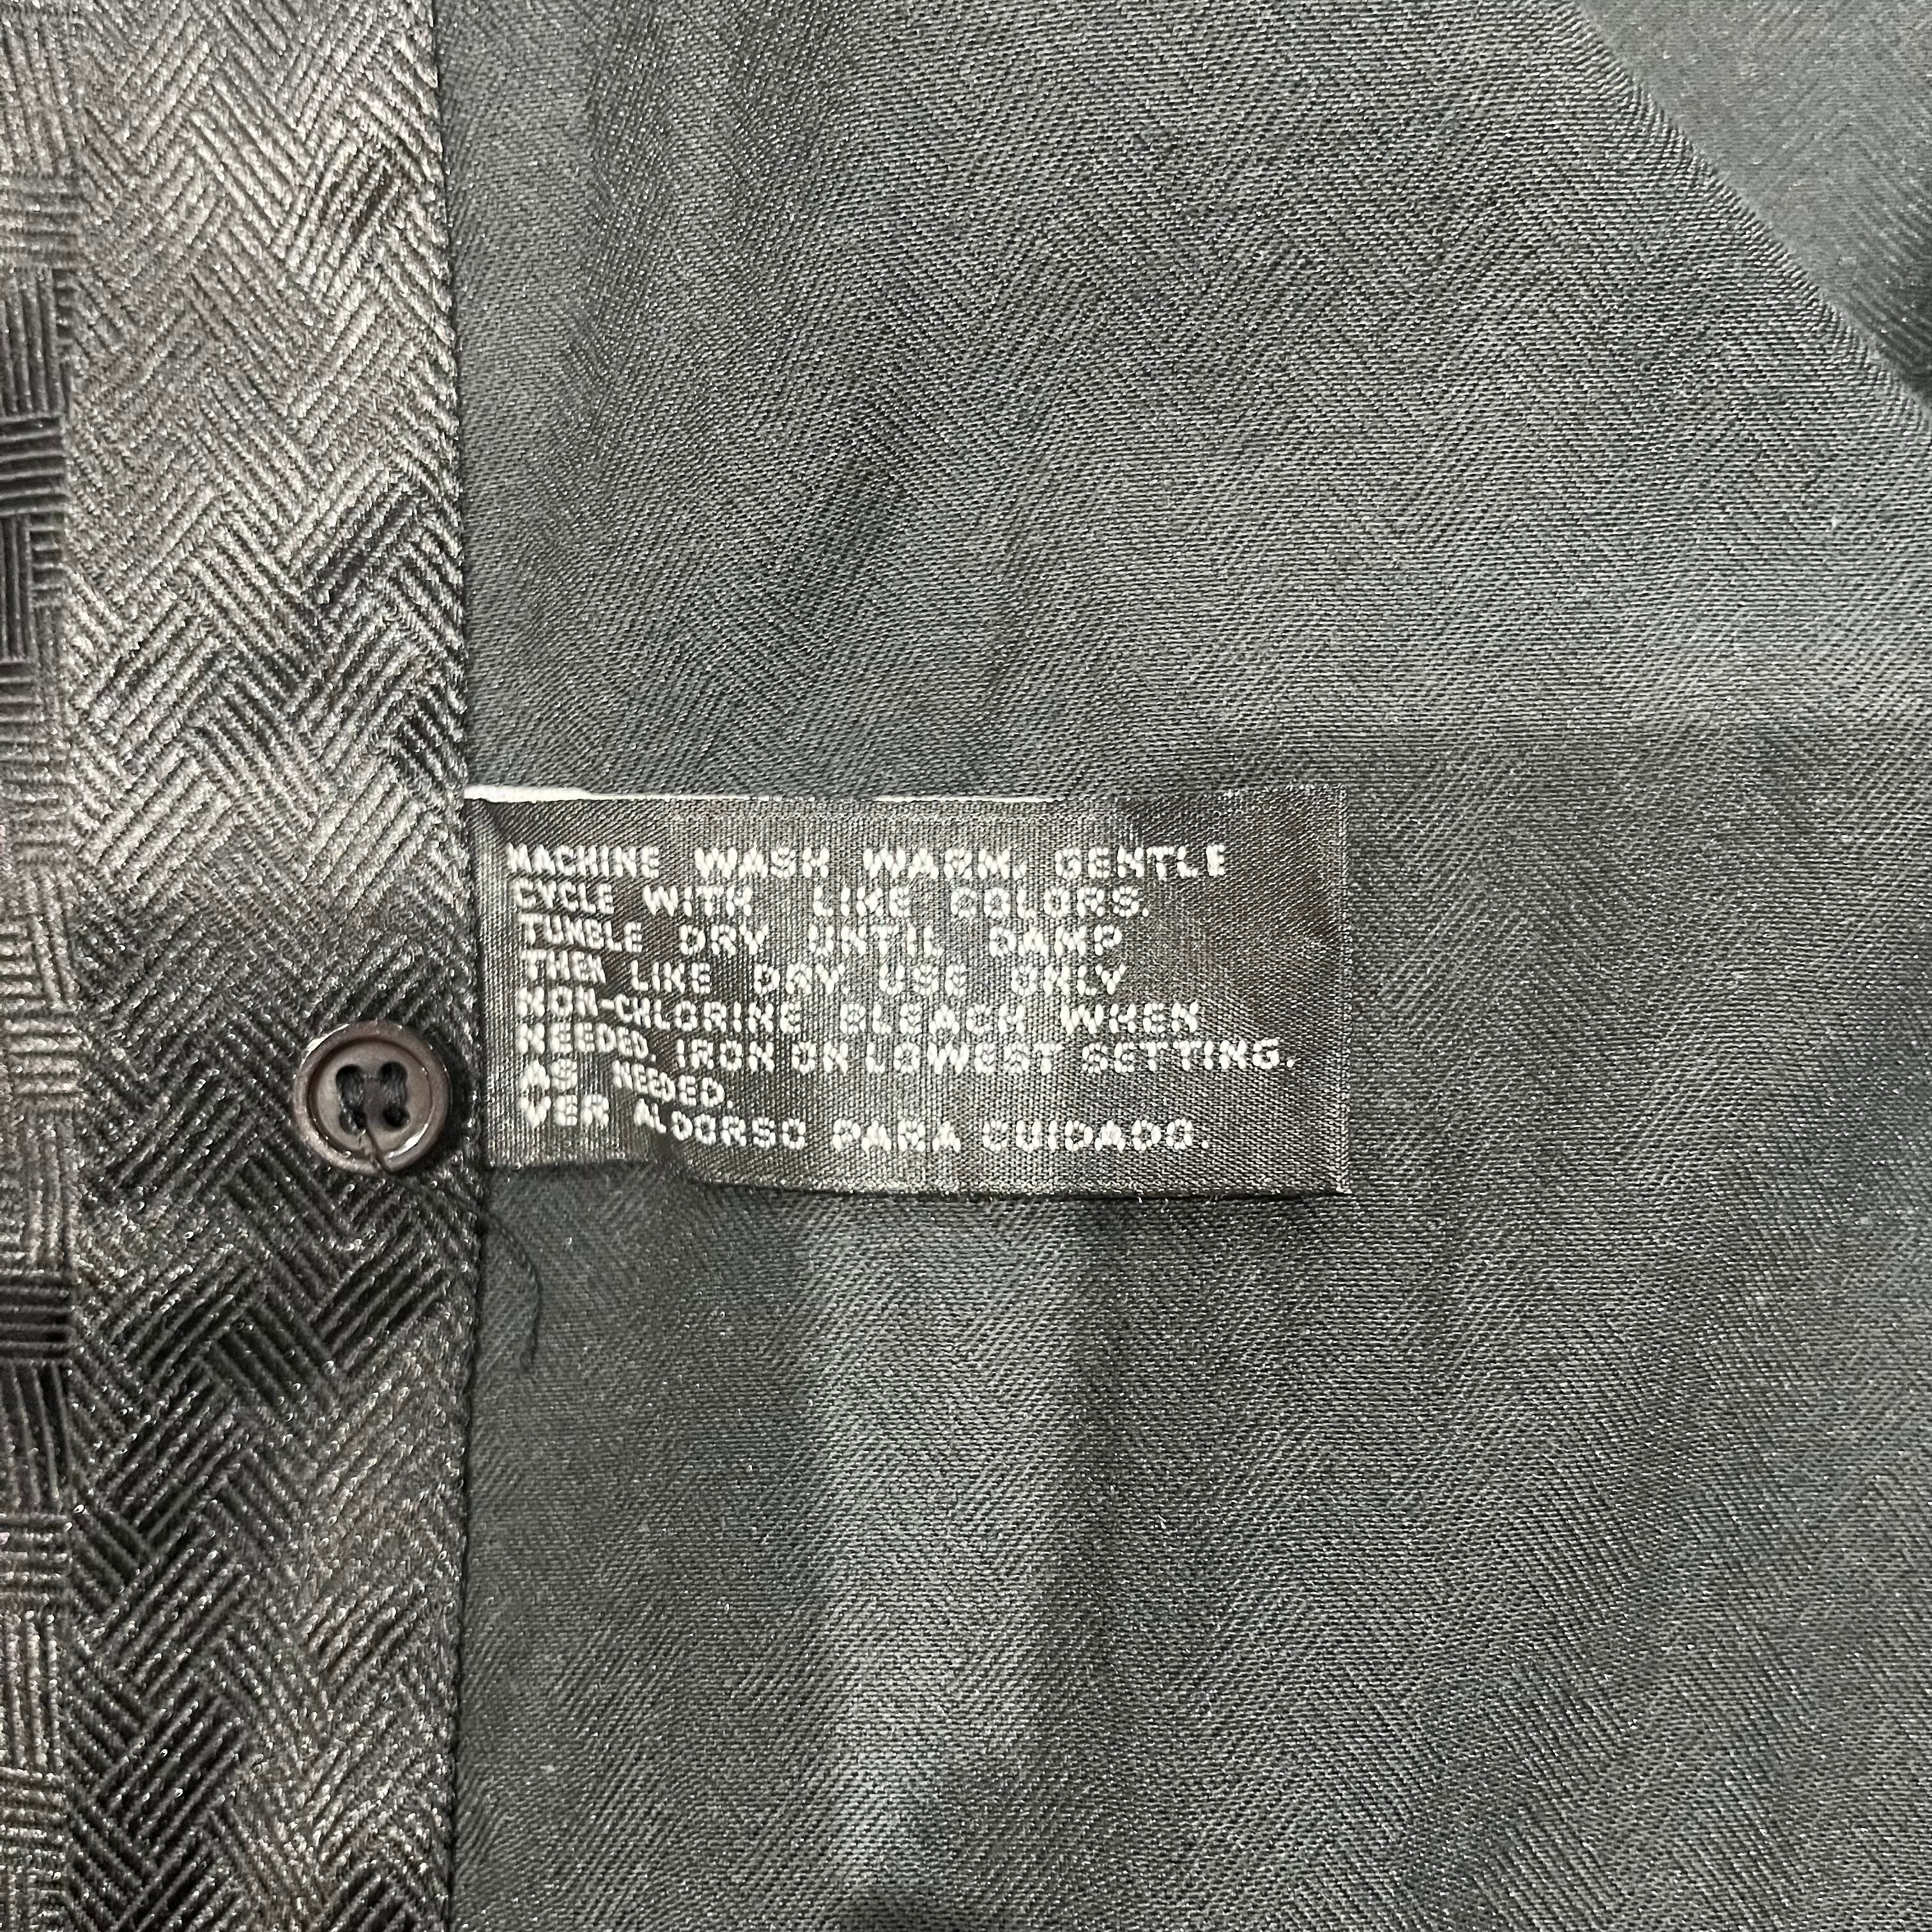 MACHINE WASH WARM, GENTLE
CYCLE WITH LIKE COLORS.
TUMBLE DRY UNTIL DAMP
THEN LIKE DRY USE ONLY
NON-CHLORINE BLEACH WHEN
NEEDED. IRON ON LOWEST SETTING.
AS NEEDED.
VER ALDORSO PARA CUIDADO.